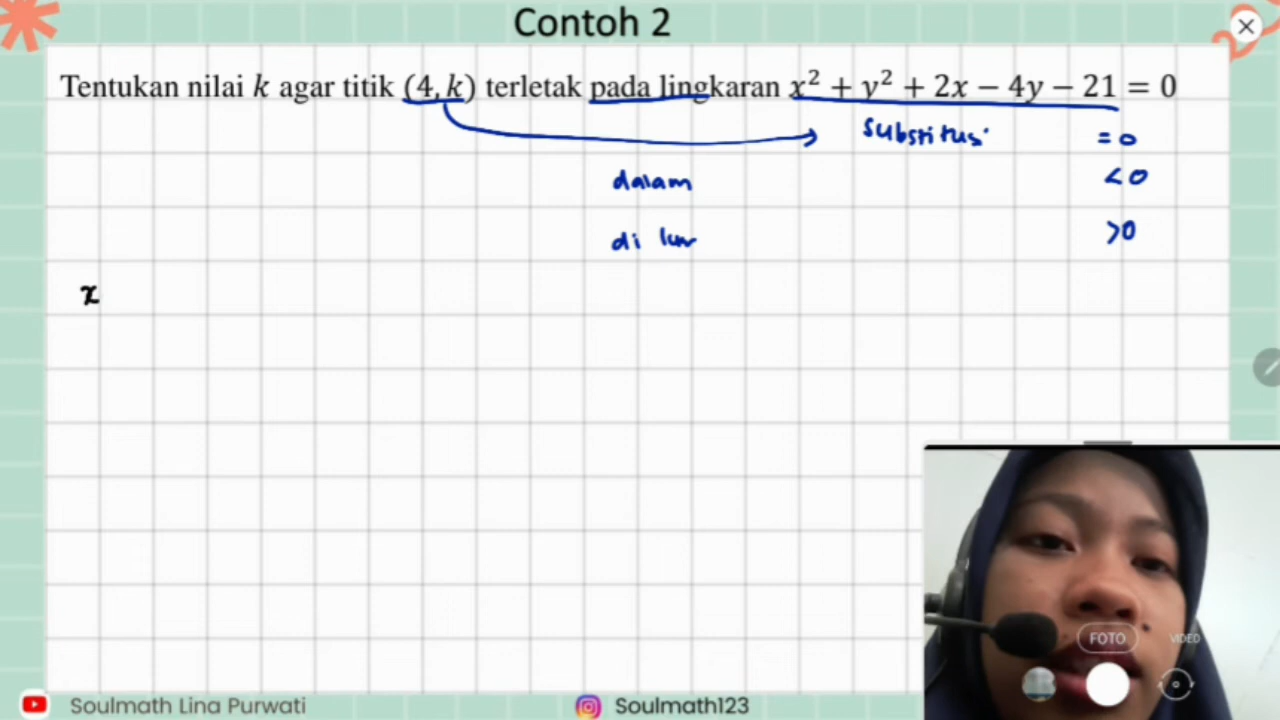 Contoh 2
Tentukan nilai k agar titik (4, k) terletak pada lingkaran x² + y² + 2x − 4y − 21 = 0
substitusi = 0
dalam < 0
di luar > 0
x
FOTO VIDEO
Soulmath Lina Purwati Soulmath123